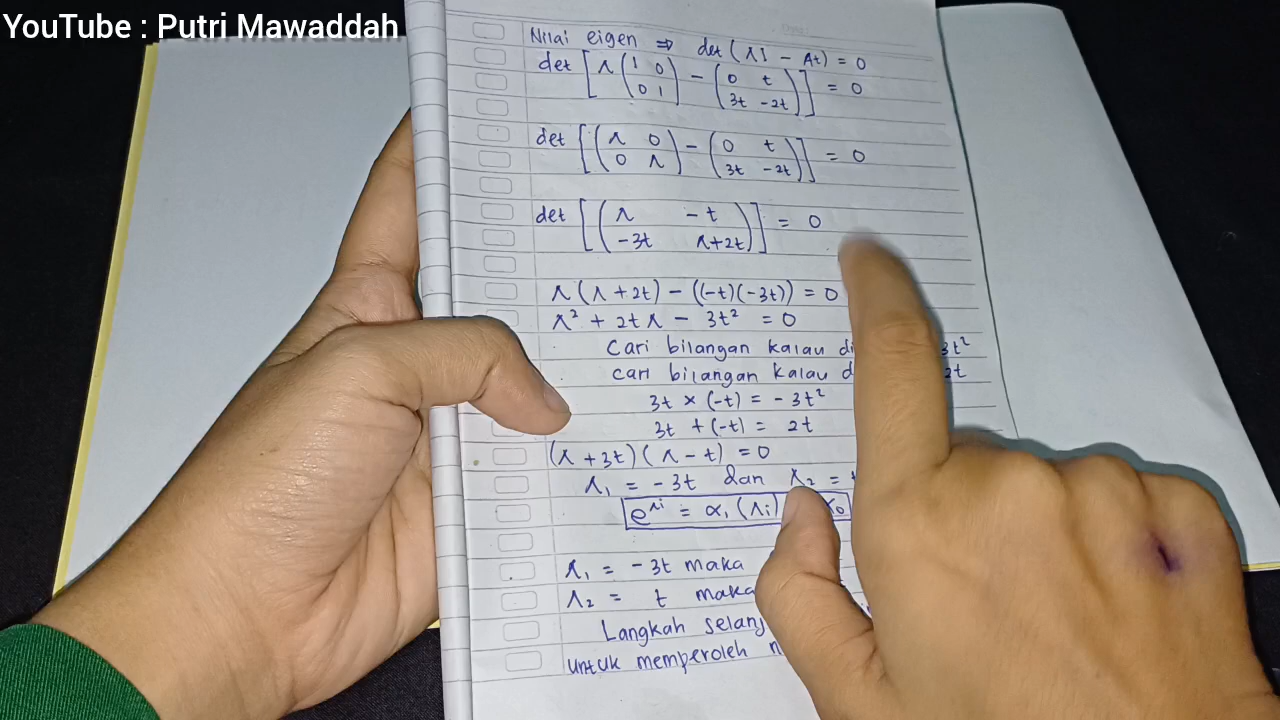 YouTube : Putri Mawaddah
Nilai eigen ⇒ det (λI - At) = 0
det [λ (1 0 / 0 1) - (0 t / 3t -2t)] = 0
det [(λ 0 / 0 λ) - (0 t / 3t -2t)] = 0
det [(λ -t / -3t λ+2t)] = 0
λ(λ + 2t) - ((-t)(-3t)) = 0
λ² + 2tλ - 3t² = 0
Cari bilangan kalau di 3t²
cari bilangan kalau d 2t
3t × (-t) = -3t²
3t + (-t) = 2t
(λ + 3t)(λ - t) = 0
λ₁ = -3t dan λ₂ =
e^λi = α₁(λi) α₀
λ₁ = -3t maka
λ₂ = t maka
Langkah
untuk memperoleh